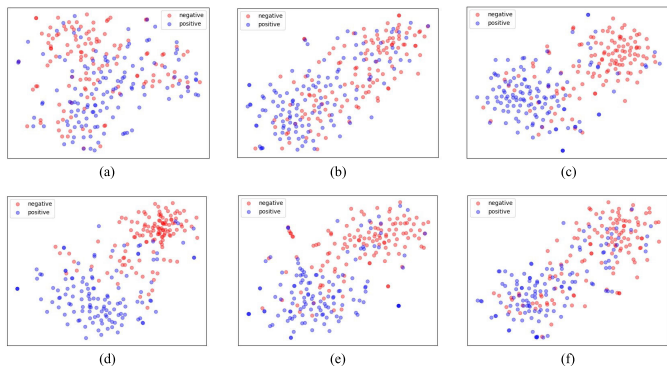 negative
positive
negative
positive
negative
positive
(a)
(b)
(c)
negative
positive
negative
positive
negative
positive
(d)
(e)
(f)